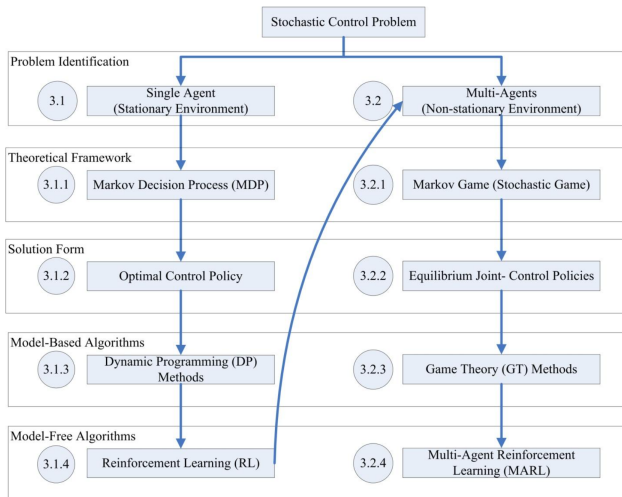 Stochastic Control Problem
Problem Identification
3.1
Single Agent
(Stationary Environment)
3.2
Multi-Agents
(Non-stationary Environment)
Theoretical Framework
3.1.1
Markov Decision Process (MDP)
3.2.1
Markov Game (Stochastic Game)
Solution Form
3.1.2
Optimal Control Policy
3.2.2
Equilibrium Joint- Control Policies
Model-Based Algorithms
3.1.3
Dynamic Programming (DP)
Methods
3.2.3
Game Theory (GT) Methods
Model-Free Algorithms
3.1.4
Reinforcement Learning (RL)
3.2.4
Multi-Agent Reinforcement
Learning (MARL)